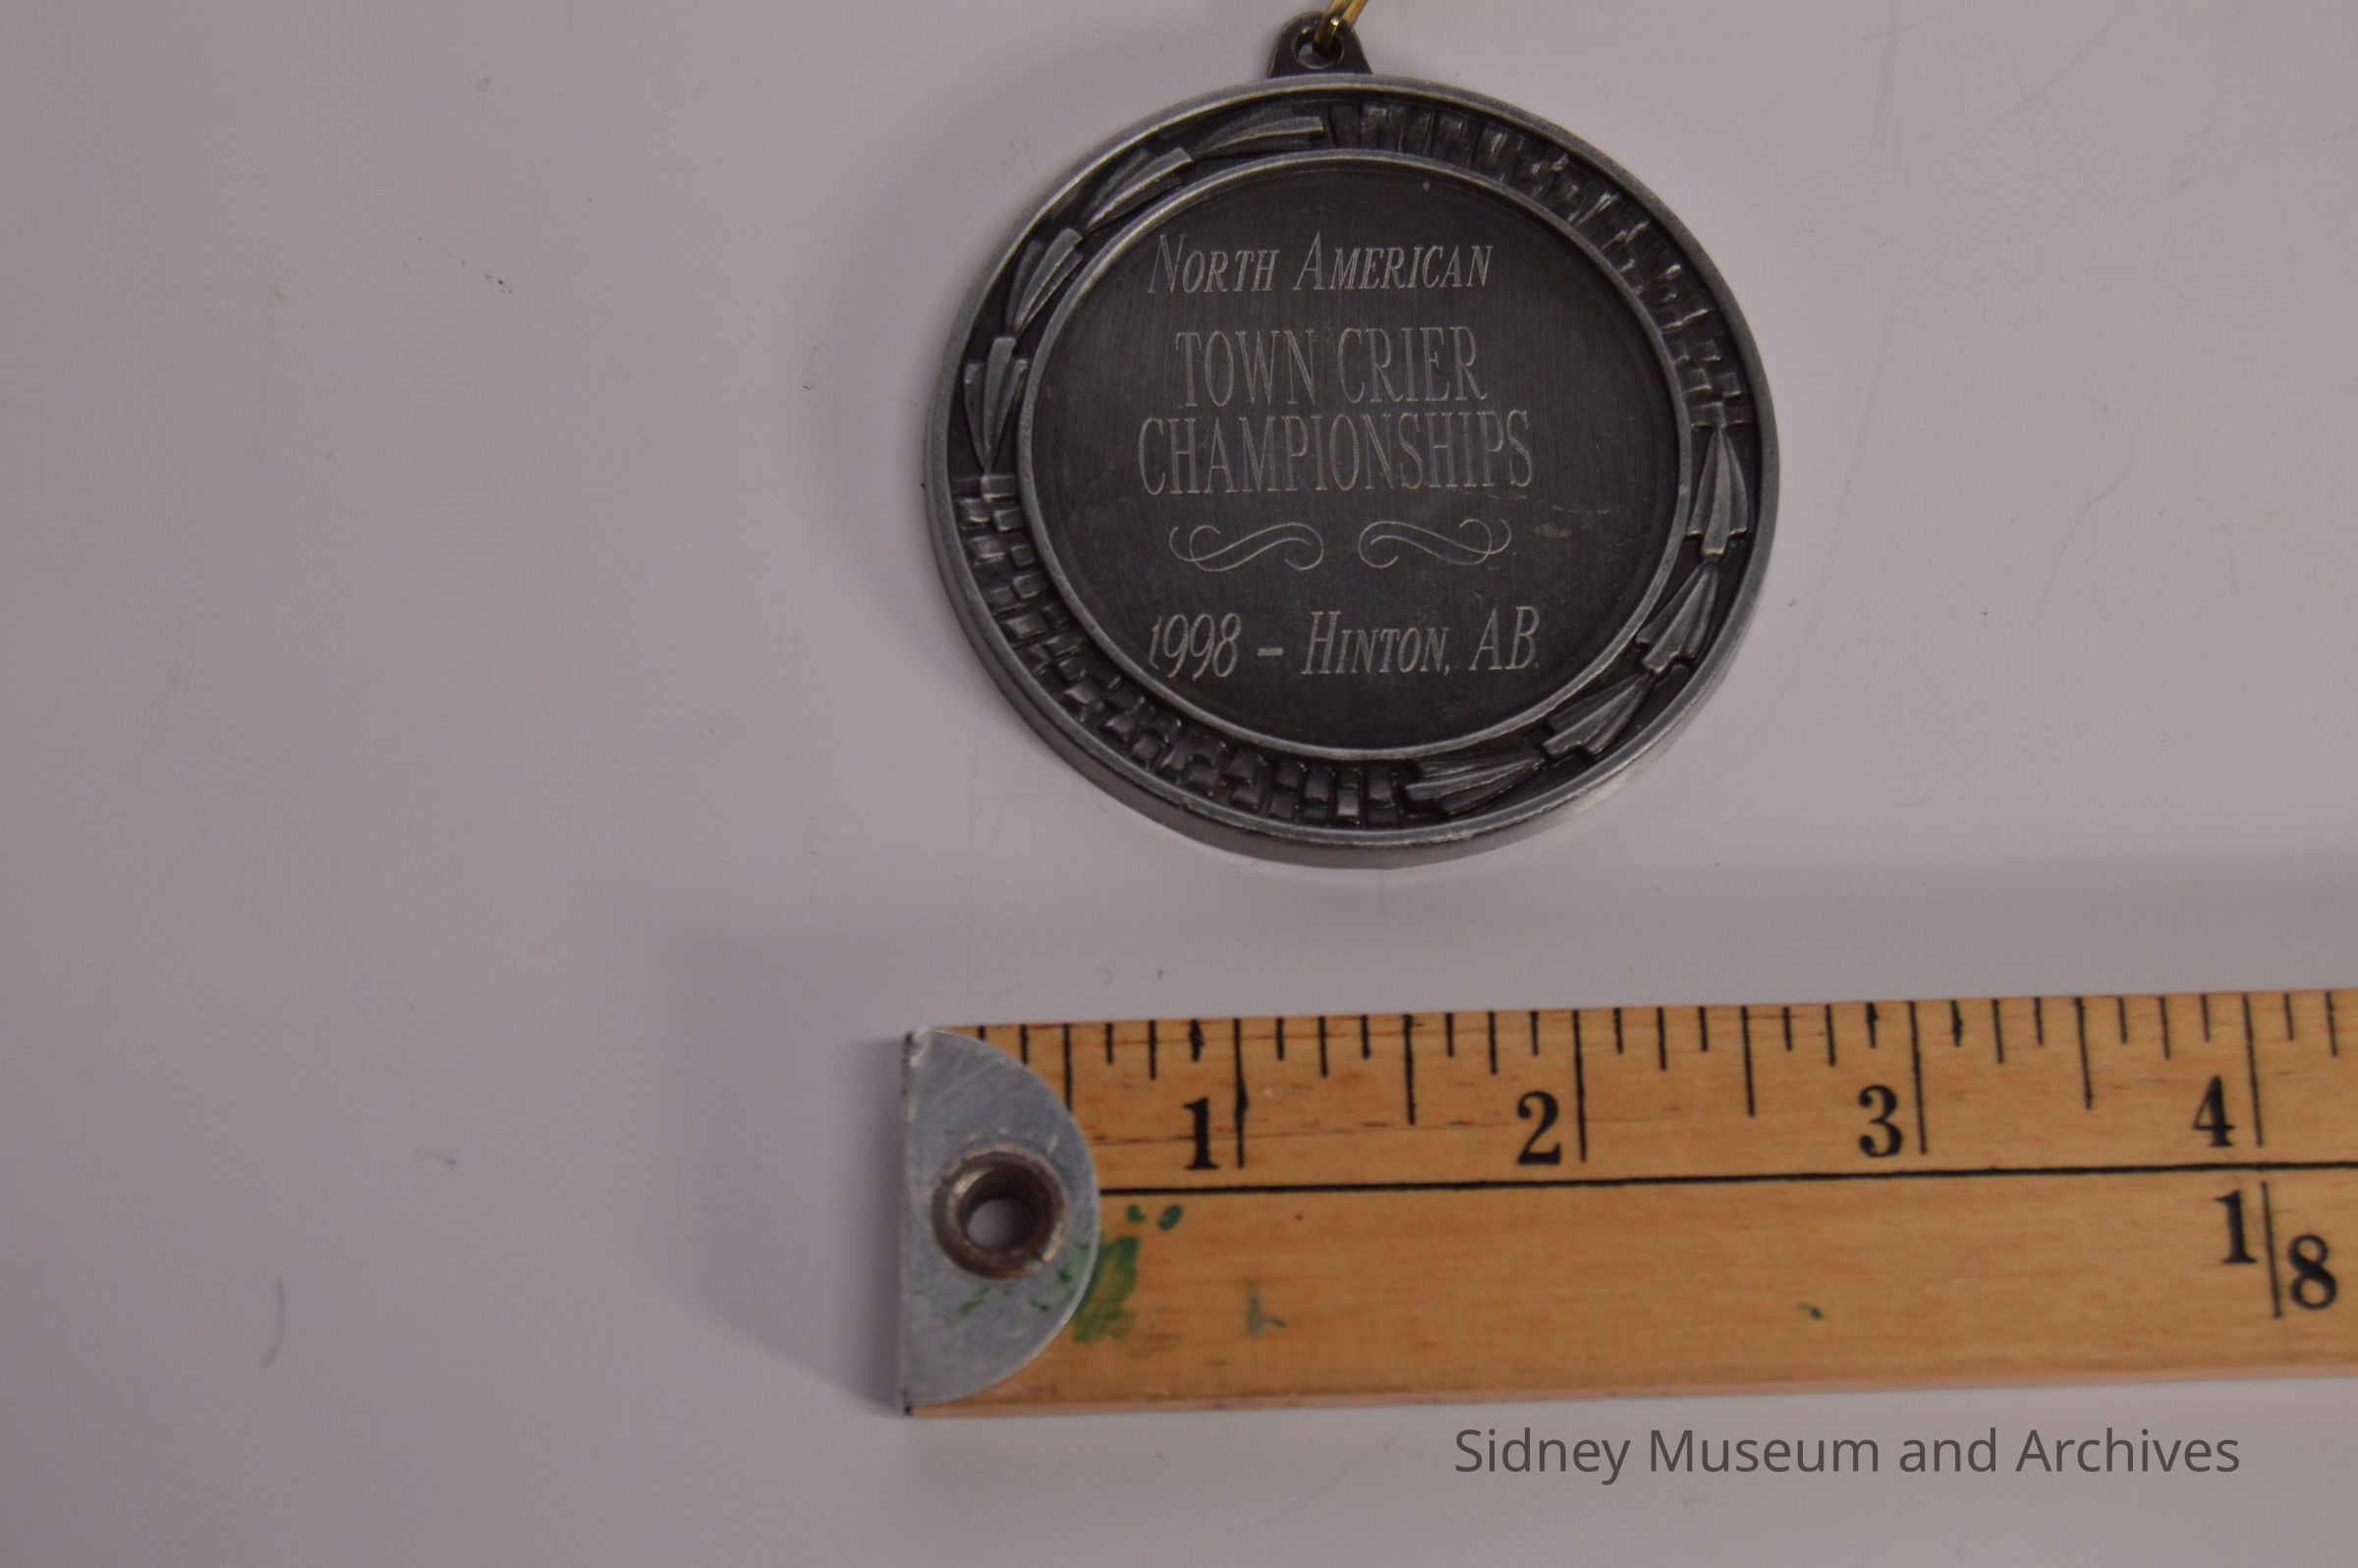 NORTH AMERICAN
TOWN CRIER
CHAMPIONSHIPS
1998 – HINTON, AB.
1 2 3 4
1 8
Sidney Museum and Archives